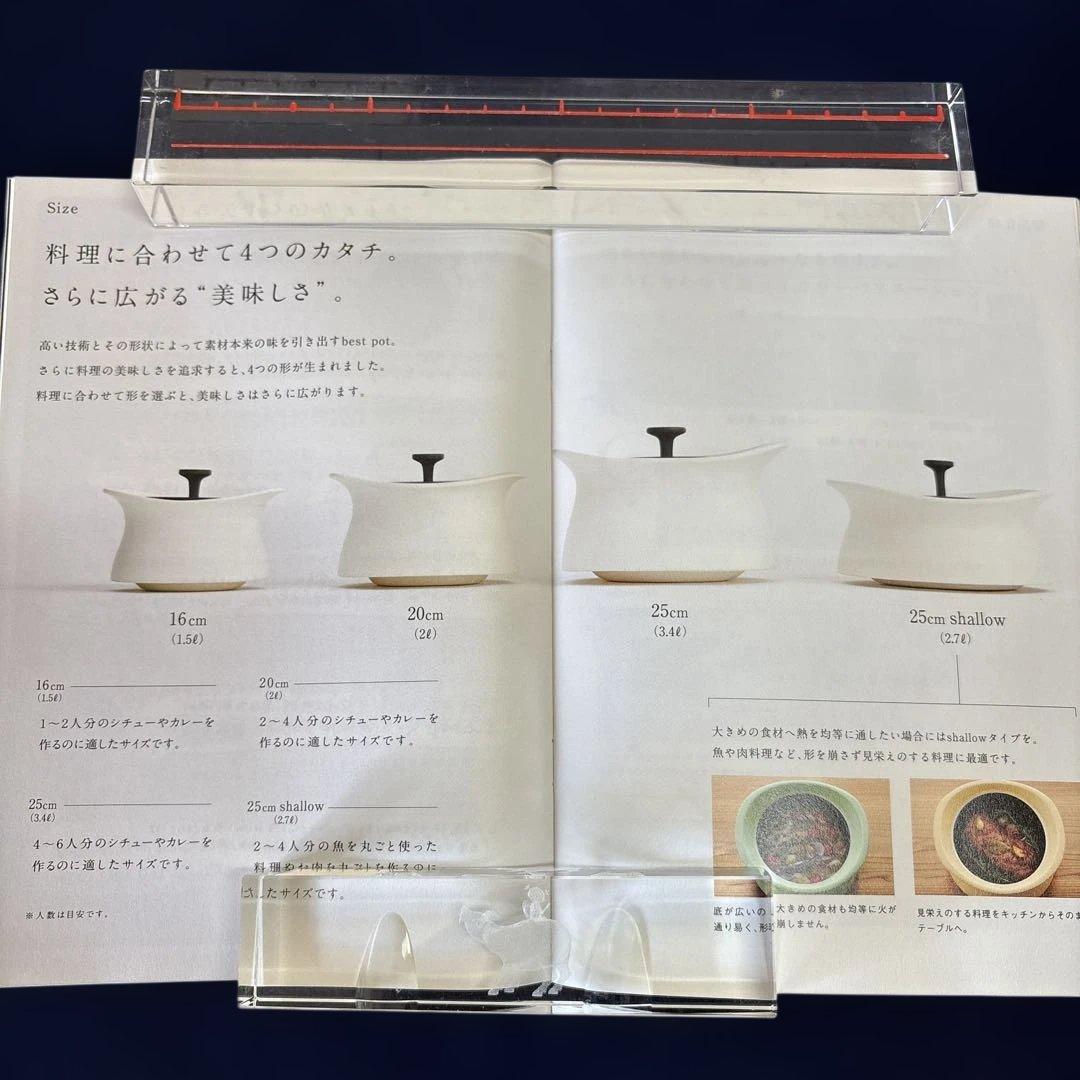 Size
料理に合わせて4つのカタチ。
さらに広がる“美味しさ”。
高い技術とその形状によって素材本来の味を引き出すbest pot。
さらに料理の美味しさを追求すると、4つの形が生まれました。
料理に合わせて形を選ぶと、美味しさはさらに広がります。
16cm
(1.5ℓ)
20cm
(2ℓ)
25cm
(3.4ℓ)
25cm shallow
(2.7ℓ)
16cm
(1.5ℓ)
1〜2人分のシチューやカレーを
作るのに適したサイズです。
20cm
(2ℓ)
2〜4人分のシチューやカレーを
作るのに適したサイズです。
25cm
(3.4ℓ)
4〜6人分のシチューやカレーを
作るのに適したサイズです。
25cm shallow
(2.7ℓ)
2〜4人分の魚を丸ごと使った
料理やお肉を丸ごとを作るのに
したサイズです。
※人数は目安です。
大きめの食材へ熱を均等に通したい場合にはshallowタイプを。
魚や肉料理など、形を崩さず見栄えのする料理に最適です。
底が広いの 大きめの食材も均等に火が
通り易く、形 崩しません。
見栄えのする料理をキッチンからそのま
テーブルへ。